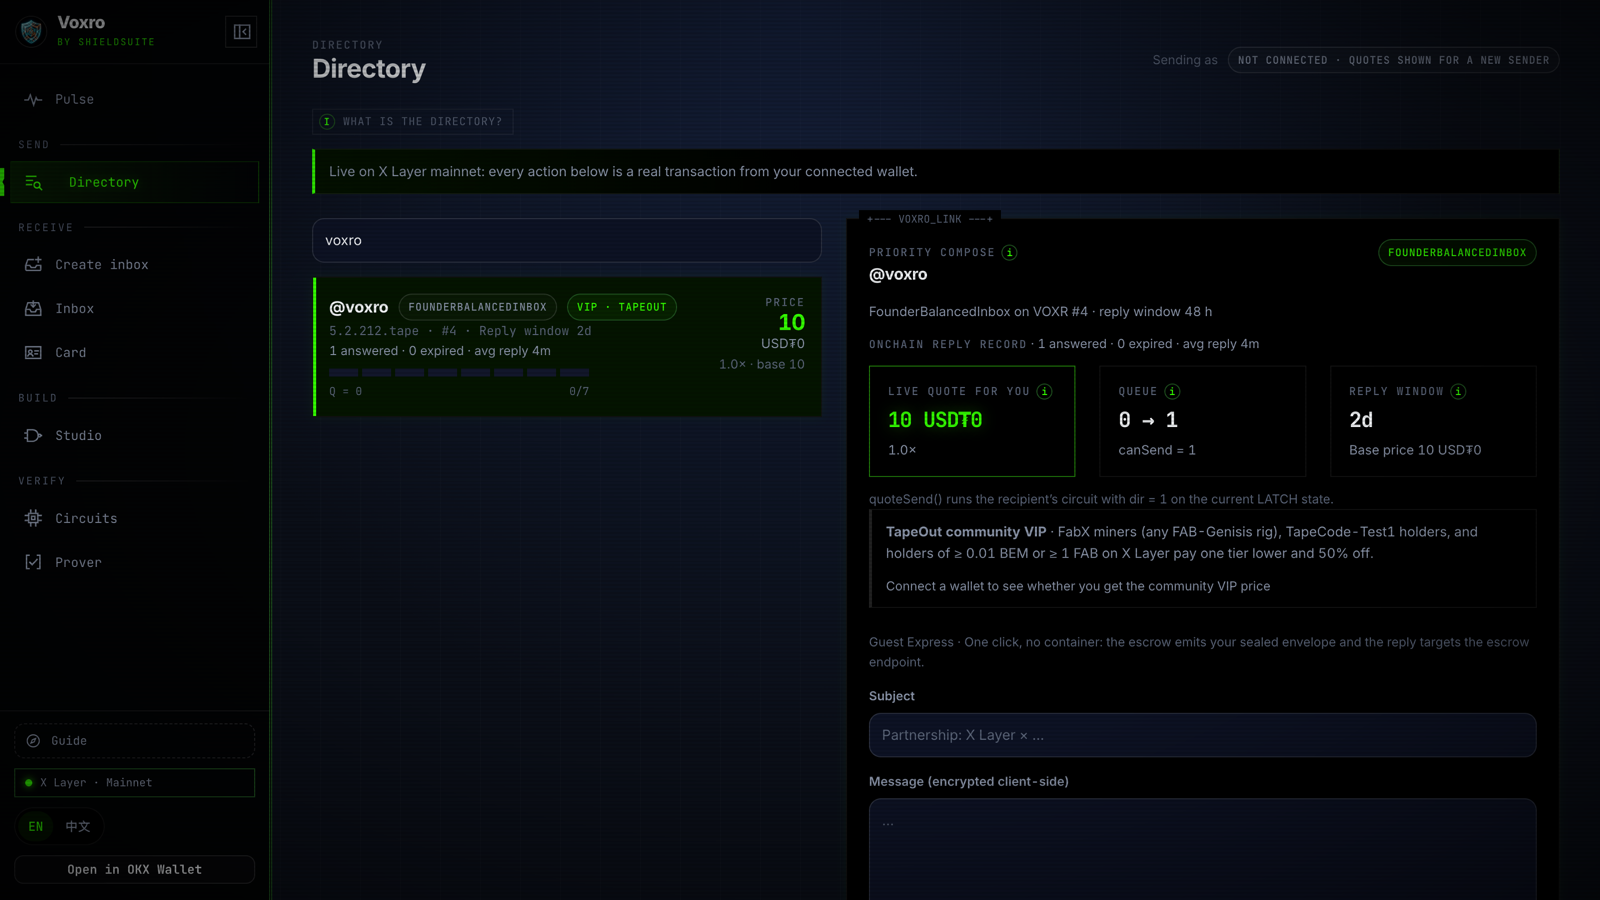 Voxro
BY SHIELDSUITE
Pulse
SEND
Directory
RECEIVE
Create inbox
Inbox
Card
BUILD
Studio
VERIFY
Circuits
Prover
Guide
X Layer · Mainnet
EN 中文
Open in OKX Wallet
DIRECTORY
Directory
Sending as NOT CONNECTED · QUOTES SHOWN FOR A NEW SENDER
i WHAT IS THE DIRECTORY?
Live on X Layer mainnet: every action below is a real transaction from your connected wallet.
voxro
@voxro FOUNDERBALANCEDINBOX VIP · TAPEOUT
5.2.212.tape · #4 · Reply window 2d
1 answered · 0 expired · avg reply 4m
Q = 0 0/7
PRICE
10
USD₮0
1.0× · base 10
+--- VOXRO_LINK ---+
PRIORITY COMPOSE i
@voxro
FOUNDERBALANCEDINBOX
FounderBalancedInbox on VOXR #4 · reply window 48 h
ONCHAIN REPLY RECORD · 1 answered · 0 expired · avg reply 4m
LIVE QUOTE FOR YOU i
10 USD₮0
1.0×
QUEUE i
0 → 1
canSend = 1
REPLY WINDOW i
2d
Base price 10 USD₮0
quoteSend() runs the recipient's circuit with dir = 1 on the current LATCH state.
TapeOut community VIP · FabX miners (any FAB-Genisis rig), TapeCode-Test1 holders, and
holders of ≥ 0.01 BEM or ≥ 1 FAB on X Layer pay one tier lower and 50% off.
Connect a wallet to see whether you get the community VIP price
Guest Express · One click, no container: the escrow emits your sealed envelope and the reply targets the escrow
endpoint.
Subject
Partnership: X Layer × ...
Message (encrypted client-side)
...